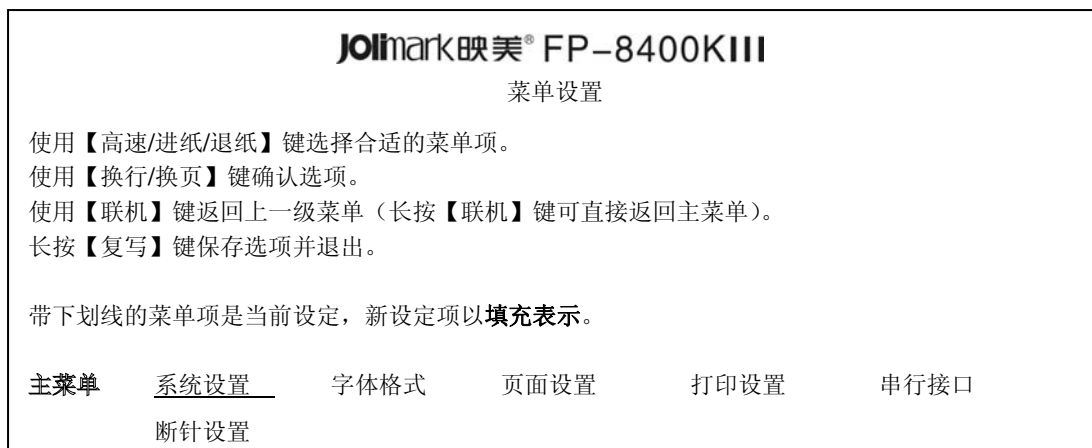 Jolimark映美® FP-8400KIII
菜单设置
使用【高速/进纸/退纸】键选择合适的菜单项。
使用【换行/换页】键确认选项。
使用【联机】键返回上一级菜单（长按【联机】键可直接返回主菜单）。
长按【复写】键保存选项并退出。
带下划线的菜单项是当前设定，新设定项以填充表示。
主菜单 系统设置 字体格式 页面设置 打印设置 串行接口
断针设置